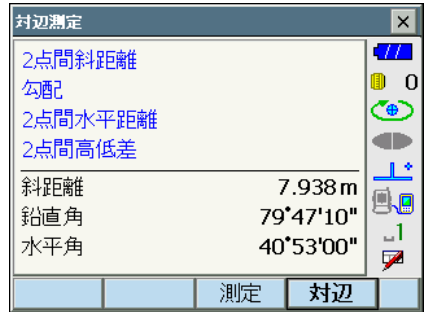 対辺測定
2点間斜距離
勾配
2点間水平距離
2点間高低差
0
斜距離 7.938 m
鉛直角 79°47'10"
水平角 40°53'00"
1
測定 対辺